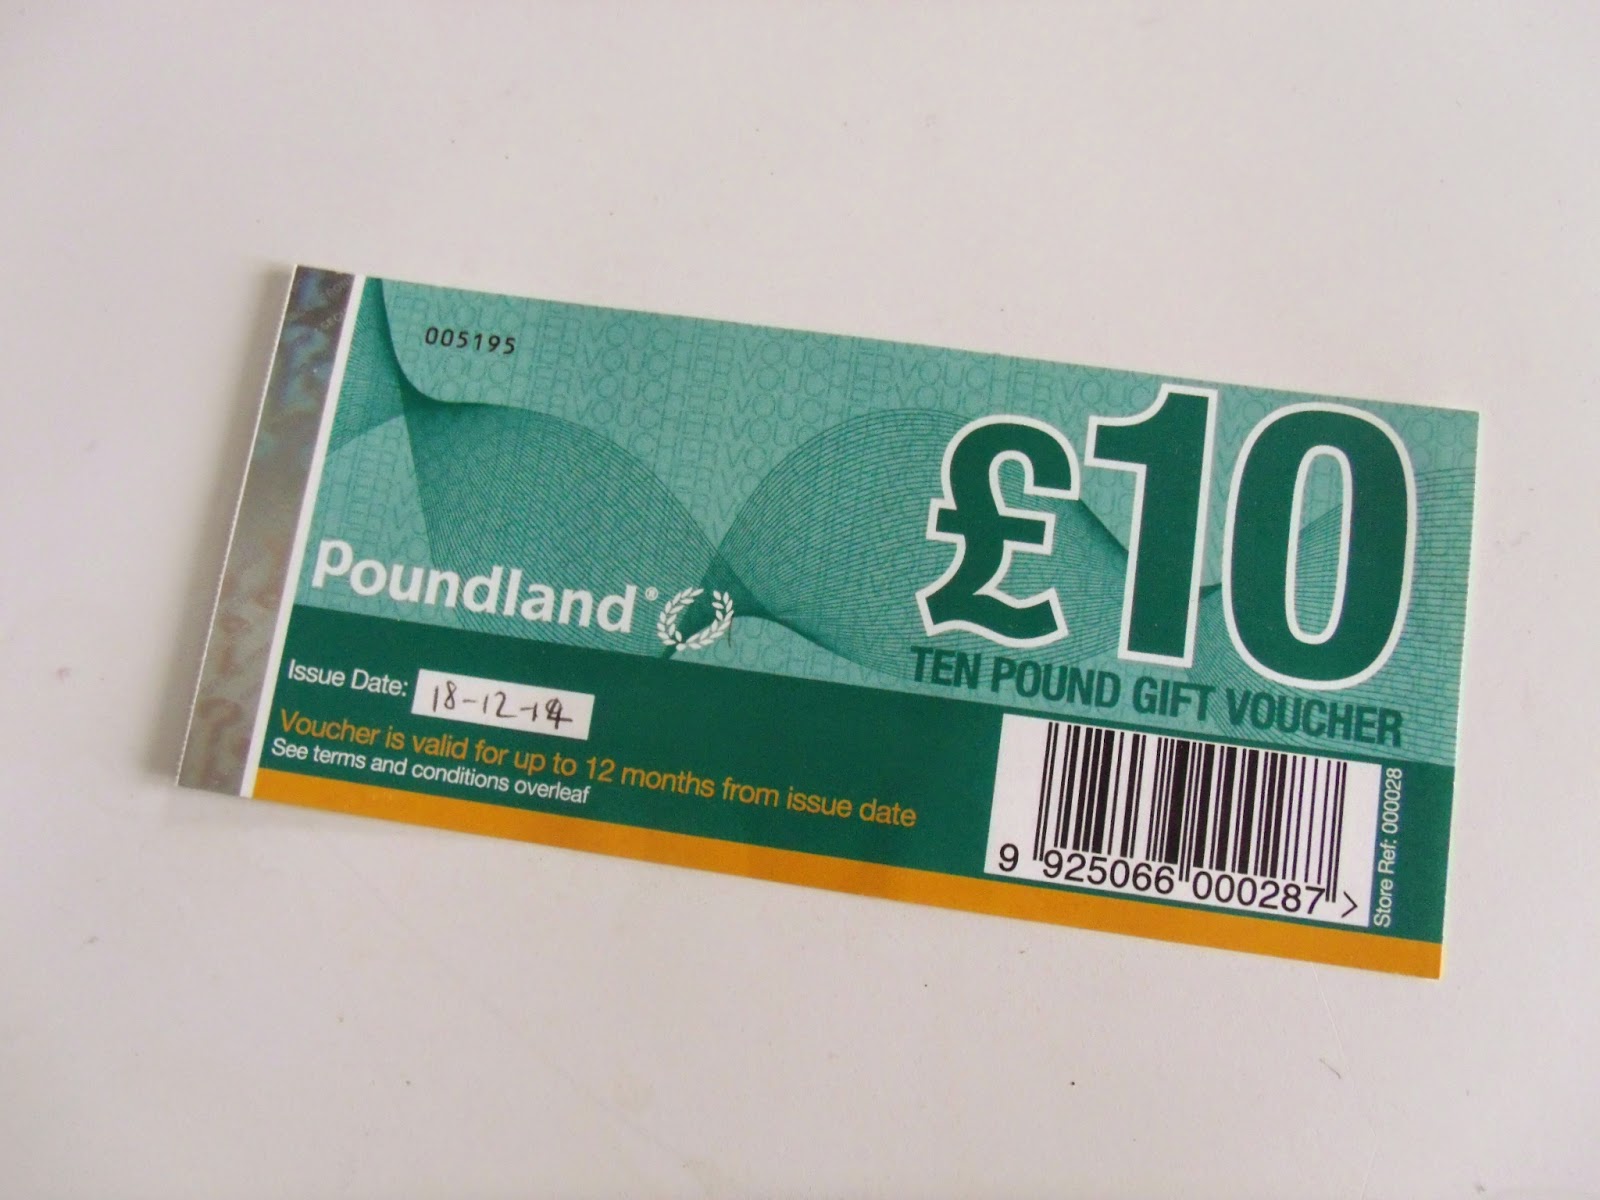 005195
£10
Poundland®
TEN POUND GIFT VOUCHER
Issue Date: 18-12-14
Voucher is valid for up to 12 months from issue date
See terms and conditions overleaf
9 925066 000287 >
Store Ref: 000028